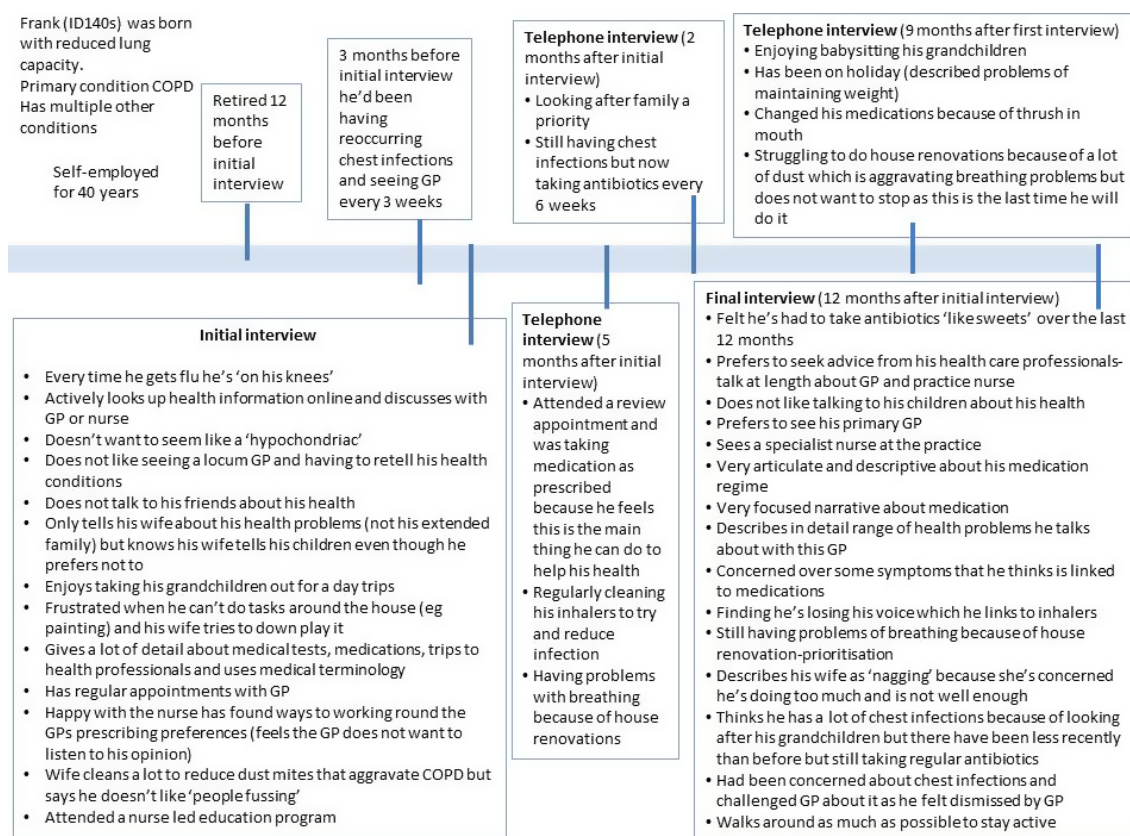 Frank (ID140s) was born
with reduced lung
capacity.
Primary condition COPD
Has multiple other
conditions
Self-employed
for 40 years
Retired 12
months
before
initial
interview
3 months before
initial interview
he'd been
having
reoccurring
chest infections
and seeing GP
every 3 weeks
Telephone interview (2
months after initial
interview)
• Looking after family a
priority
• Still having chest
infections but now
taking antibiotics every
6 weeks
Telephone interview (9 months after first interview)
• Enjoying babysitting his grandchildren
• Has been on holiday (described problems of
maintaining weight)
• Changed his medications because of thrush in
mouth
• Struggling to do house renovations because of a lot
of dust which is aggravating breathing problems but
does not want to stop as this is the last time he will
do it
Initial interview
• Every time he gets flu he's 'on his knees'
• Actively looks up health information online and discusses with
GP or nurse
• Doesn't want to seem like a 'hypochondriac'
• Does not like seeing a locum GP and having to retell his health
conditions
• Does not talk to his friends about his health
• Only tells his wife about his health problems (not his extended
family) but knows his wife tells his children even though he
prefers not to
• Enjoys taking his grandchildren out for a day trips
• Frustrated when he can't do tasks around the house (eg
painting) and his wife tries to down play it
• Gives a lot of detail about medical tests, medications, trips to
health professionals and uses medical terminology
• Has regular appointments with GP
• Happy with the nurse has found ways to working round the
GPs prescribing preferences (feels the GP does not want to
listen to his opinion)
• Wife cleans a lot to reduce dust mites that aggravate COPD but
says he doesn't like 'people fussing'
• Attended a nurse led education program
Telephone
interview (5
months after initial
interview)
• Attended a review
appointment and
was taking
medication as
prescribed
because he feels
this is the main
thing he can do to
help his health
• Regularly cleaning
his inhalers to try
and reduce
infection
• Having problems
with breathing
because of house
renovations
Final interview (12 months after initial interview)
• Felt he's had to take antibiotics 'like sweets' over the last
12 months
• Prefers to seek advice from his health care professionals-
talk at length about GP and practice nurse
• Does not like talking to his children about his health
• Prefers to see his primary GP
• Sees a specialist nurse at the practice
• Very articulate and descriptive about his medication
regime
• Very focused narrative about medication
• Describes in detail range of health problems he talks
about with this GP
• Concerned over some symptoms that he thinks is linked
to medications
• Finding he's losing his voice which he links to inhalers
• Still having problems of breathing because of house
renovation-prioritisation
• Describes his wife as 'nagging' because she's concerned
he's doing too much and is not well enough
• Thinks he has a lot of chest infections because of looking
after his grandchildren but there have been less recently
than before but still taking regular antibiotics
• Had been concerned about chest infections and
challenged GP about it as he felt dismissed by GP
• Walks around as much as possible to stay active